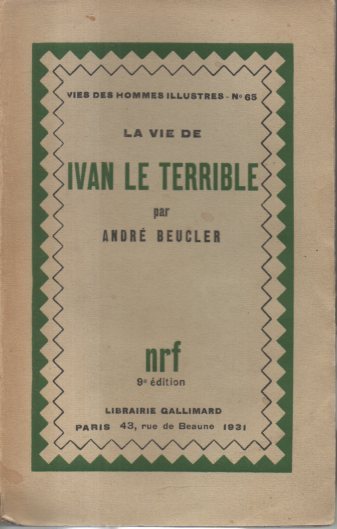 VIES DES HOMMES ILLUSTRES - Nº 65
LA VIE DE
IVAN LE TERRIBLE
par
ANDRÉ BEUCLER
nrf
9e édition
LIBRAIRIE GALLIMARD
PARIS 43, rue de Beaune 1931